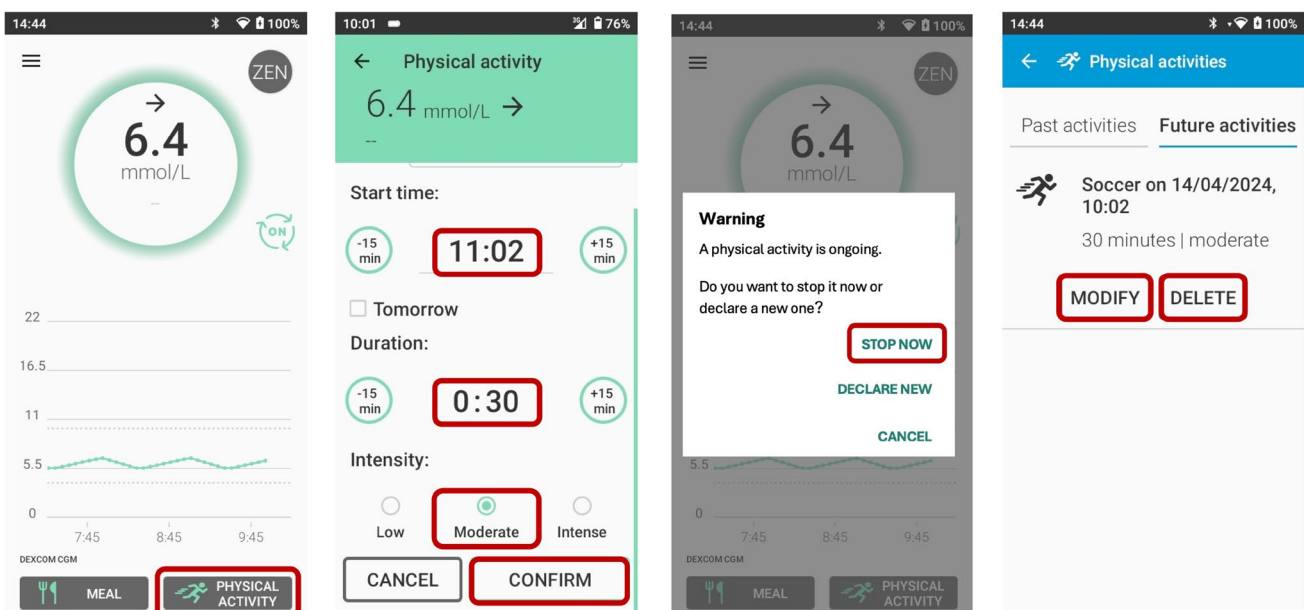 14:44
100%
ZEN
6.4
mmol/L
--
ON
22
16.5
11
5.5
0
7:45 8:45 9:45
DEXCOM CGM
MEAL
PHYSICAL
ACTIVITY
10:01
3G
76%
Physical activity
6.4 mmol/L →
--
Start time:
-15
min
11:02
+15
min
Tomorrow
Duration:
-15
min
0:30
+15
min
Intensity:
Low Moderate Intense
CANCEL CONFIRM
14:44
100%
ZEN
6.4
mmol/L
Warning
A physical activity is ongoing.
Do you want to stop it now or
declare a new one?
STOP NOW
DECLARE NEW
CANCEL
5.5
0
7:45 8:45 9:45
DEXCOM CGM
MEAL
PHYSICAL
ACTIVITY
14:44
100%
Physical activities
Past activities Future activities
Soccer on 14/04/2024,
10:02
30 minutes | moderate
MODIFY DELETE